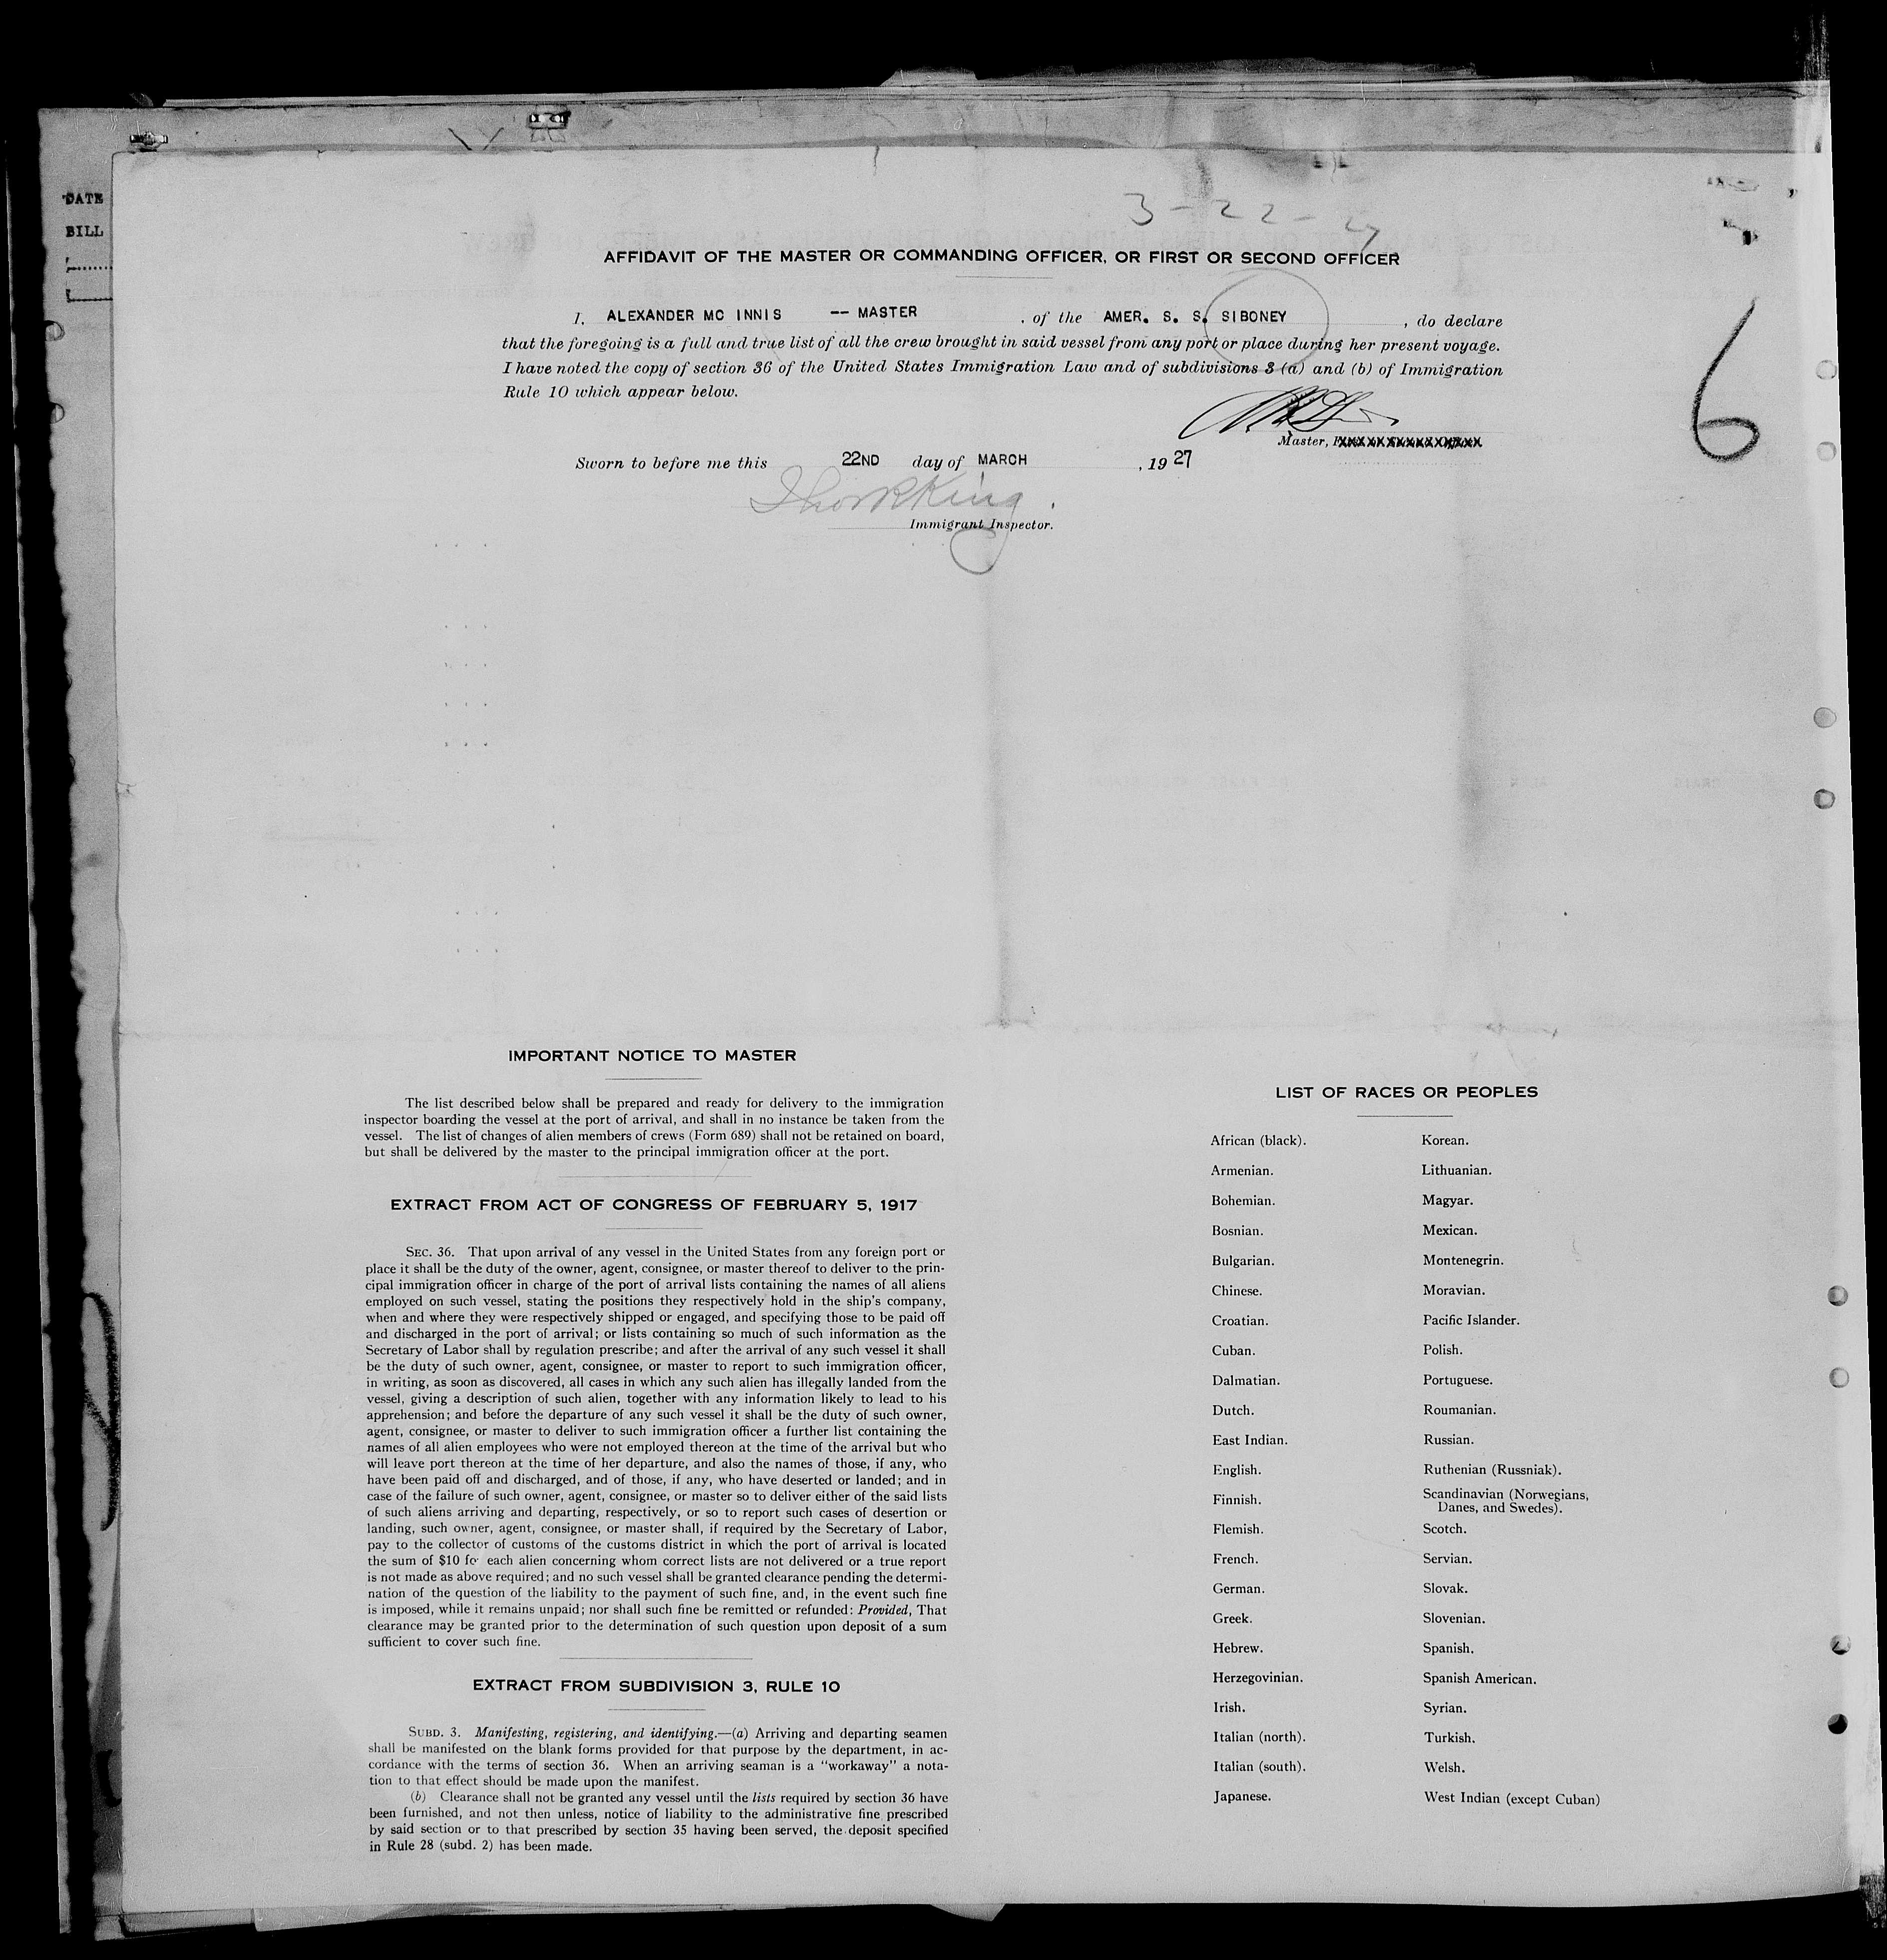 DATE
BILL
3-22-27
AFFIDAVIT OF THE MASTER OR COMMANDING OFFICER, OR FIRST OR SECOND OFFICER
I, ALEXANDER MC INNIS -- MASTER, of the AMER. S. S. SIBONEY, do declare
that the foregoing is a full and true list of all the crew brought in said vessel from any port or place during her present voyage.
I have noted the copy of section 36 of the United States Immigration Law and of subdivisions 3 (a) and (b) of Immigration
Rule 10 which appear below.
6
Master,
Sworn to before me this 22ND day of MARCH, 19 27
King
Immigrant Inspector.
IMPORTANT NOTICE TO MASTER
The list described below shall be prepared and ready for delivery to the immigration
inspector boarding the vessel at the port of arrival, and shall in no instance be taken from the
vessel. The list of changes of alien members of crews (Form 689) shall not be retained on board,
but shall be delivered by the master to the principal immigration officer at the port.
EXTRACT FROM ACT OF CONGRESS OF FEBRUARY 5, 1917
SEC. 36. That upon arrival of any vessel in the United States from any foreign port or
place it shall be the duty of the owner, agent, consignee, or master thereof to deliver to the prin-
cipal immigration officer in charge of the port of arrival lists containing the names of all aliens
employed on such vessel, stating the positions they respectively hold in the ship's company,
when and where they were respectively shipped or engaged, and specifying those to be paid off
and discharged in the port of arrival; or lists containing so much of such information as the
Secretary of Labor shall by regulation prescribe; and after the arrival of any such vessel it shall
be the duty of such owner, agent, consignee, or master to report to such immigration officer,
in writing, as soon as discovered, all cases in which any such alien has illegally landed from the
vessel, giving a description of such alien, together with any information likely to lead to his
apprehension; and before the departure of any such vessel it shall be the duty of such owner,
agent, consignee, or master to deliver to such immigration officer a further list containing the
names of all alien employees who were not employed thereon at the time of the arrival but who
will leave port thereon at the time of her departure, and also the names of those, if any, who
have been paid off and discharged, and of those, if any, who have deserted or landed; and in
case of the failure of such owner, agent, consignee, or master so to deliver either of the said lists
of such aliens arriving and departing, respectively, or so to report such cases of desertion or
landing, such owner, agent, consignee, or master shall, if required by the Secretary of Labor,
pay to the collector of customs of the customs district in which the port of arrival is located
the sum of $10 for each alien concerning whom correct lists are not delivered or a true report
is not made as above required; and no such vessel shall be granted clearance pending the determi-
nation of the question of the liability to the payment of such fine, and, in the event such fine
is imposed, while it remains unpaid; nor shall such fine be remitted or refunded: Provided, That
clearance may be granted prior to the determination of such question upon deposit of a sum
sufficient to cover such fine.
EXTRACT FROM SUBDIVISION 3, RULE 10
SUBD. 3. Manifesting, registering, and identifying.—(a) Arriving and departing seamen
shall be manifested on the blank forms provided for that purpose by the department, in ac-
cordance with the terms of section 36. When an arriving seaman is a "workaway" a nota-
tion to that effect should be made upon the manifest.
(b) Clearance shall not be granted any vessel until the lists required by section 36 have
been furnished, and not then unless, notice of liability to the administrative fine prescribed
by said section or to that prescribed by section 35 having been served, the deposit specified
in Rule 28 (subd. 2) has been made.
LIST OF RACES OR PEOPLES
African (black).
Armenian.
Bohemian.
Bosnian.
Bulgarian.
Chinese.
Croatian.
Cuban.
Dalmatian.
Dutch.
East Indian.
English.
Finnish.
Flemish.
French.
German.
Greek.
Hebrew.
Herzegovinian.
Irish.
Italian (north).
Italian (south).
Japanese.
Korean.
Lithuanian.
Magyar.
Mexican.
Montenegrin.
Moravian.
Pacific Islander.
Polish.
Portuguese.
Roumanian.
Russian.
Ruthenian (Russniak).
Scandinavian (Norwegians,
Danes, and Swedes).
Scotch.
Servian.
Slovak.
Slovenian.
Spanish.
Spanish American.
Syrian.
Turkish.
Welsh.
West Indian (except Cuban)